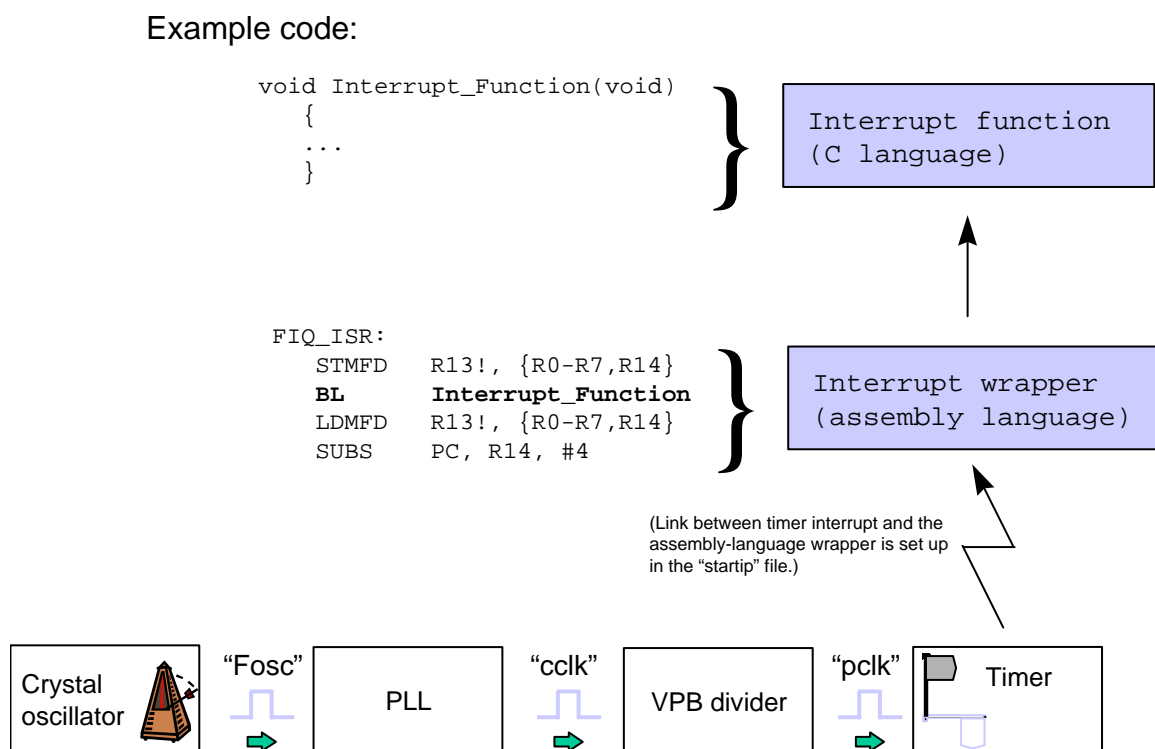 Example code:
void Interrupt_Function(void)
{
...
}
Interrupt function
(C language)
FIQ_ISR:
STMFD R13!, {R0-R7,R14}
BL Interrupt_Function
LDMFD R13!, {R0-R7,R14}
SUBS PC, R14, #4
Interrupt wrapper
(assembly language)
(Link between timer interrupt and the
assembly-language wrapper is set up
in the “startip” file.)
Crystal
oscillator
“Fosc”
PLL
“cclk”
VPB divider
“pclk”
Timer